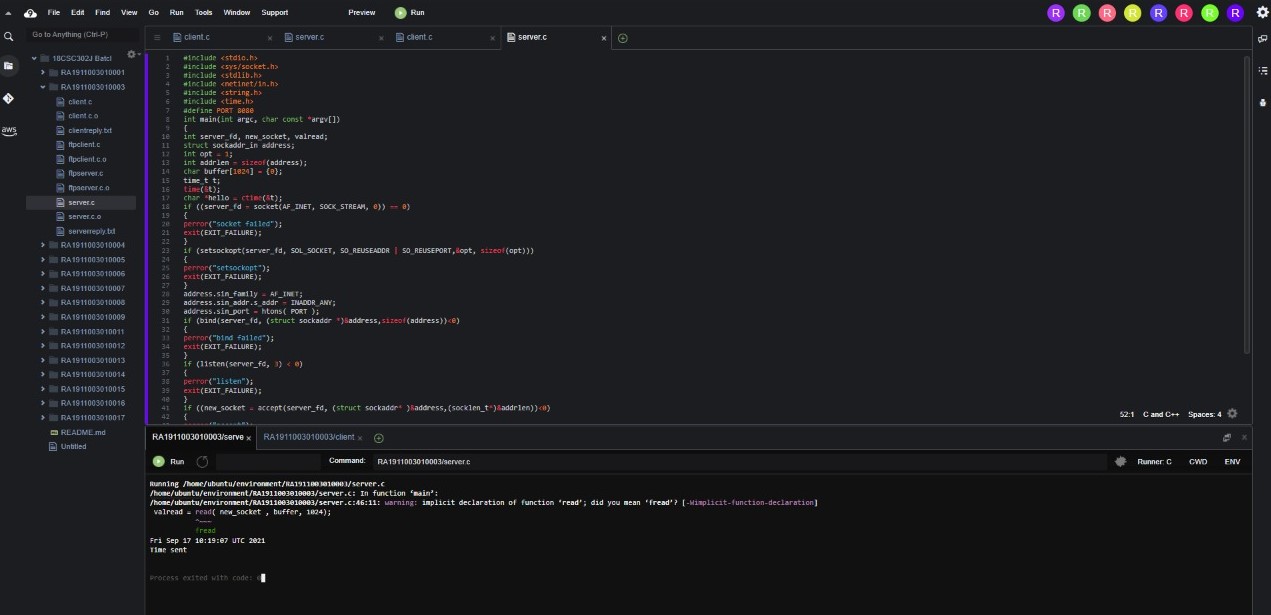 File Edit Find View Go Run Tools Window Support Preview Run
R R R R R R R R
Go to Anything (Ctrl-P)
client.c server.c client.c server.c
18CSC302J Batcl
RA1911003010001
RA1911003010003
client.c
client.c.o
clientreply.txt
ftpclient.c
ftpclient.c.o
ftpserver.c
ftpserver.c.o
server.c
server.c.o
serverreply.txt
RA1911003010004
RA1911003010005
RA1911003010006
RA1911003010007
RA1911003010008
RA1911003010009
RA1911003010011
RA1911003010012
RA1911003010013
RA1911003010014
RA1911003010015
RA1911003010016
RA1911003010017
README.md
Untitled
aws
1 #include <stdio.h>
2 #include <sys/socket.h>
3 #include <stdlib.h>
4 #include <netinet/in.h>
5 #include <string.h>
6 #include <time.h>
7 #define PORT 8080
8 int main(int argc, char const *argv[])
9 {
10 int server_fd, new_socket, valread;
11 struct sockaddr_in address;
12 int opt = 1;
13 int addrlen = sizeof(address);
14 char buffer[1024] = {0};
15 time_t t;
16 time(&t);
17 char *hello = ctime(&t);
18 if ((server_fd = socket(AF_INET, SOCK_STREAM, 0)) == 0)
19 {
20 perror("socket failed");
21 exit(EXIT_FAILURE);
22 }
23 if (setsockopt(server_fd, SOL_SOCKET, SO_REUSEADDR | SO_REUSEPORT,&opt, sizeof(opt)))
24 {
25 perror("setsockopt");
26 exit(EXIT_FAILURE);
27 }
28 address.sin_family = AF_INET;
29 address.sin_addr.s_addr = INADDR_ANY;
30 address.sin_port = htons( PORT );
31 if (bind(server_fd, (struct sockaddr *)&address,sizeof(address))<0)
32 {
33 perror("bind failed");
34 exit(EXIT_FAILURE);
35 }
36 if (listen(server_fd, 3) < 0)
37 {
38 perror("listen");
39 exit(EXIT_FAILURE);
40 }
41 if ((new_socket = accept(server_fd, (struct sockaddr* )&address,(socklen_t*)&addrlen))<0)
42 {
52:1 C and C++ Spaces: 4
RA1911003010003/serve RA1911003010003/client
Run Command: RA1911003010003/server.c Runner: C CWD ENV
Running /home/ubuntu/environment/RA1911003010003/server.c
/home/ubuntu/environment/RA1911003010003/server.c: In function ‘main’:
/home/ubuntu/environment/RA1911003010003/server.c:46:11: warning: implicit declaration of function ‘read’; did you mean ‘fread’? [-Wimplicit-function-declaration]
valread = read( new_socket , buffer, 1024);
^~~~
fread
Fri Sep 17 10:19:07 UTC 2021
Time sent
Process exited with code: 0